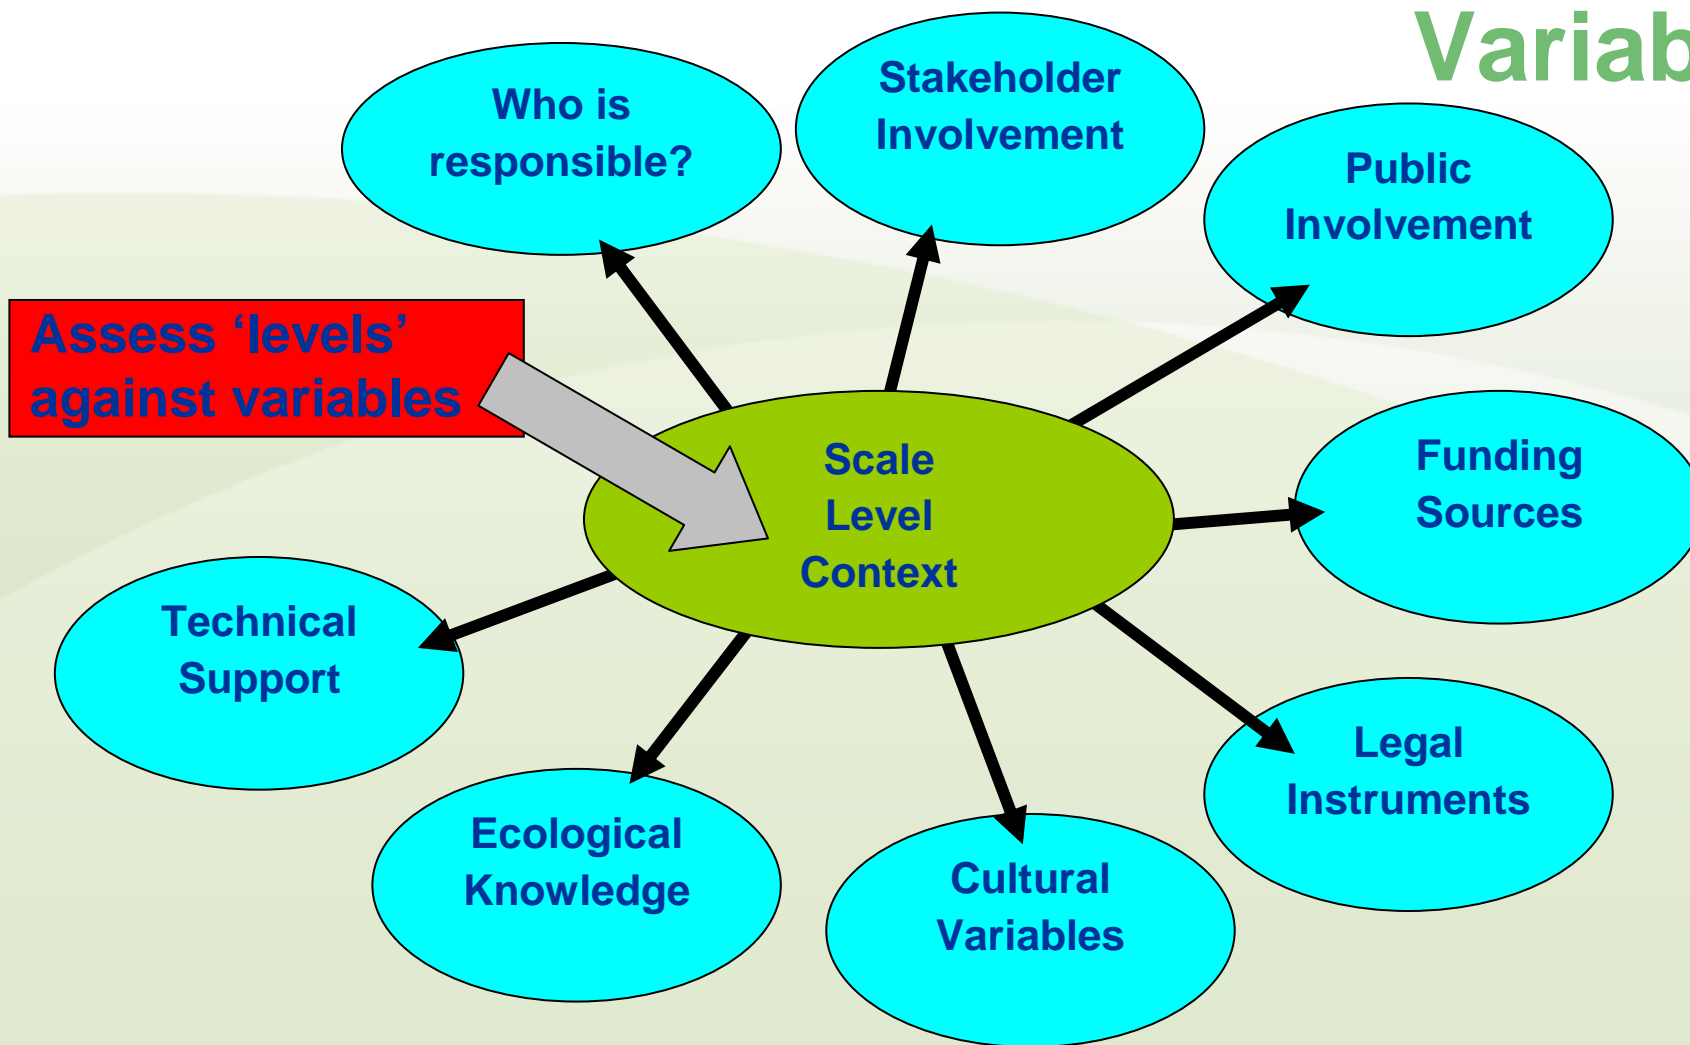 Variab
Who is
responsible?
Stakeholder
Involvement
Public
Involvement
Assess ‘levels’
against variables
Scale
Level
Context
Funding
Sources
Technical
Support
Legal
Instruments
Ecological
Knowledge
Cultural
Variables